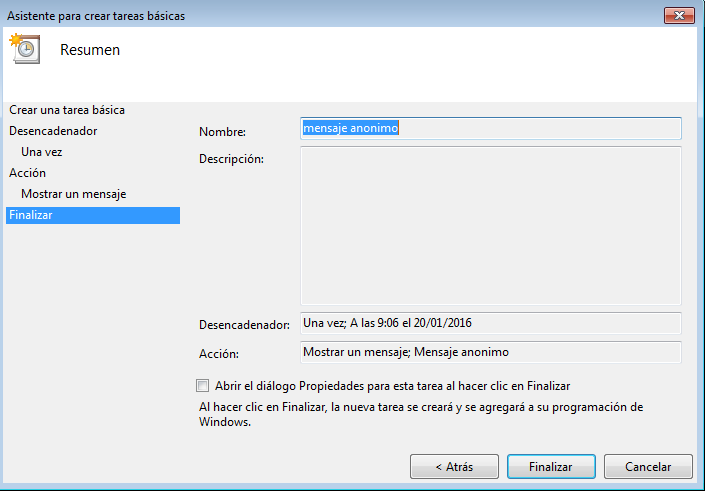 Asistente para crear tareas básicas
Resumen
Crear una tarea básica
Desencadenador
Una vez
Acción
Mostrar un mensaje
Finalizar
Nombre: mensaje anonimo
Descripción:
Desencadenador: Una vez; A las 9:06 el 20/01/2016
Acción: Mostrar un mensaje; Mensaje anonimo
Abrir el diálogo Propiedades para esta tarea al hacer clic en Finalizar
Al hacer clic en Finalizar, la nueva tarea se creará y se agregará a su programación de
Windows.
< Atrás Finalizar Cancelar